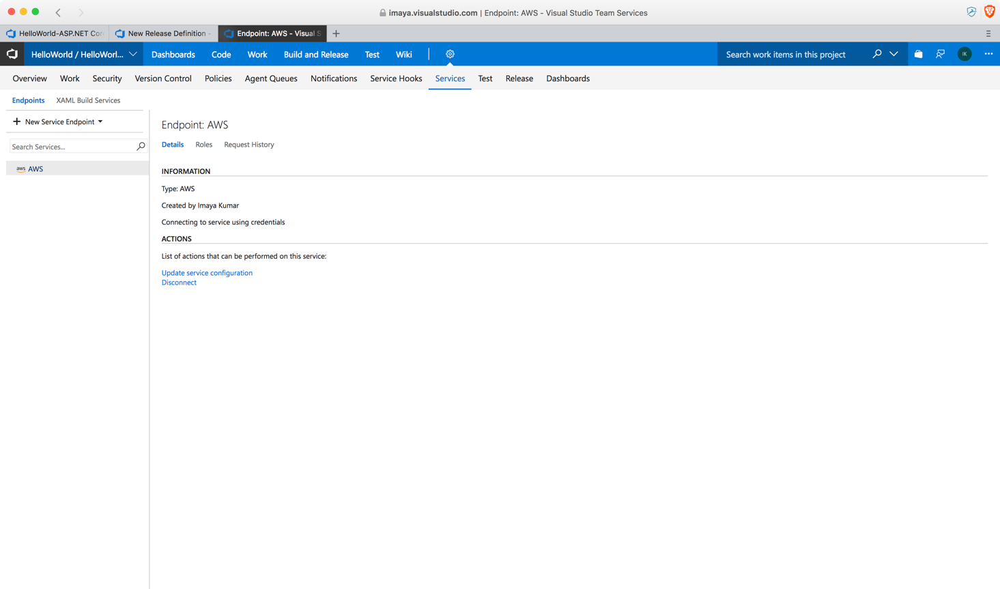 imaya.visualstudio.com | Endpoint: AWS - Visual Studio Team Services
HelloWorld-ASP.NET Cor
New Release Definition -
Endpoint: AWS - Visual S
HelloWorld / HelloWorl...
Dashboards
Code
Work
Build and Release
Test
Wiki
Search work items in this project
IK
Overview
Work
Security
Version Control
Policies
Agent Queues
Notifications
Service Hooks
Services
Test
Release
Dashboards
Endpoints
XAML Build Services
New Service Endpoint
Search Services...
aws AWS
Endpoint: AWS
Details
Roles
Request History
INFORMATION
Type: AWS
Created by Imaya Kumar
Connecting to service using credentials
ACTIONS
List of actions that can be performed on this service:
Update service configuration
Disconnect